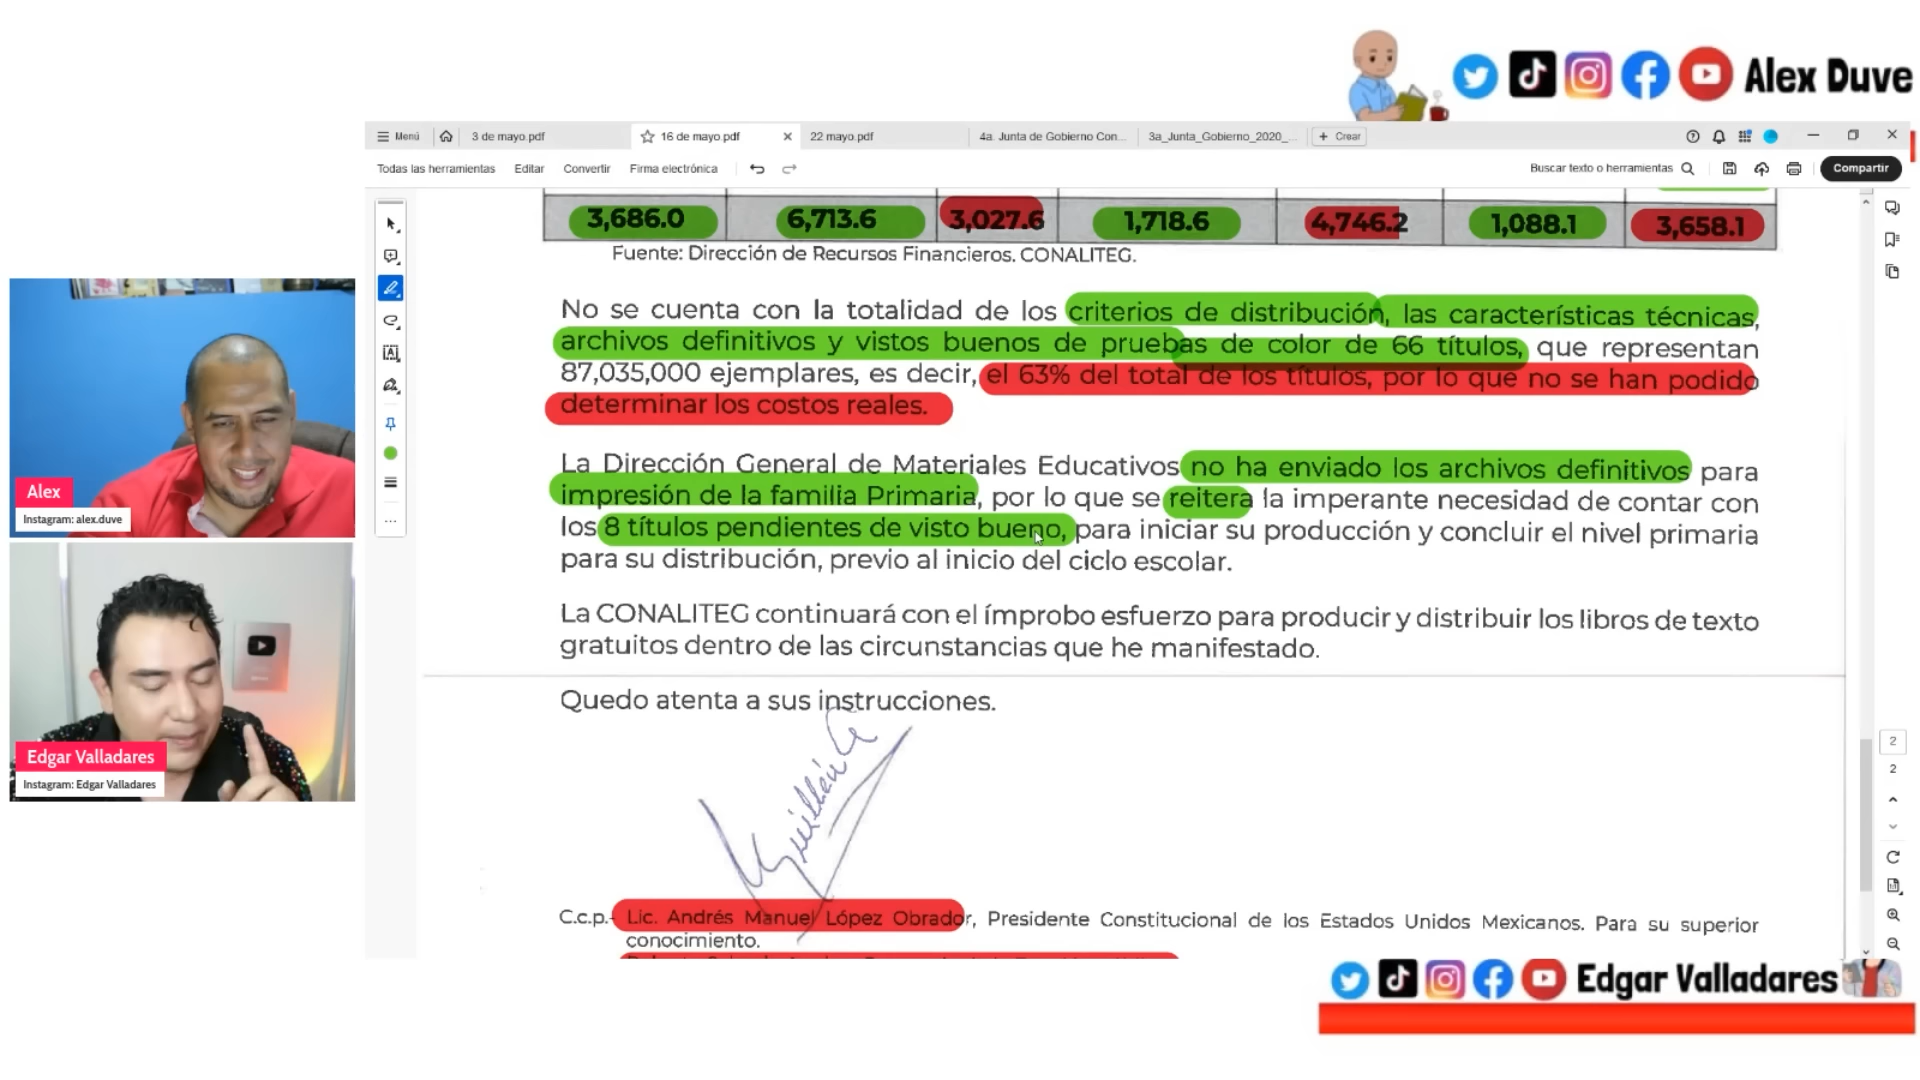 Alex Duve
Menú
3 de mayo.pdf
16 de mayo.pdf
22 mayo.pdf
4a. Junta de Gobierno Con...
3a_Junta_Gobierno_2020_...
+ Crear
Todas las herramientas
Editar
Convertir
Firma electrónica
Buscar texto o herramientas
Compartir
3,686.0 6,713.6 3,027.6 1,718.6 4,746.2 1,088.1 3,658.1
Fuente: Dirección de Recursos Financieros. CONALITEG.
No se cuenta con la totalidad de los criterios de distribución, las características técnicas,
archivos definitivos y vistos buenos de pruebas de color de 66 títulos, que representan
87,035,000 ejemplares, es decir, el 63% del total de los títulos, por lo que no se han podido
determinar los costos reales.
La Dirección General de Materiales Educativos no ha enviado los archivos definitivos para
impresión de la familia Primaria, por lo que se reitera la imperante necesidad de contar con
los 8 títulos pendientes de visto bueno, para iniciar su producción y concluir el nivel primaria
para su distribución, previo al inicio del ciclo escolar.
La CONALITEG continuará con el ímprobo esfuerzo para producir y distribuir los libros de texto
gratuitos dentro de las circunstancias que he manifestado.
Quedo atenta a sus instrucciones.
C.c.p.- Lic. Andrés Manuel López Obrador, Presidente Constitucional de los Estados Unidos Mexicanos. Para su superior
conocimiento.
2
2
Alex
Instagram: alex.duve
Edgar Valladares
Instagram: Edgar Valladares
Edgar Valladares